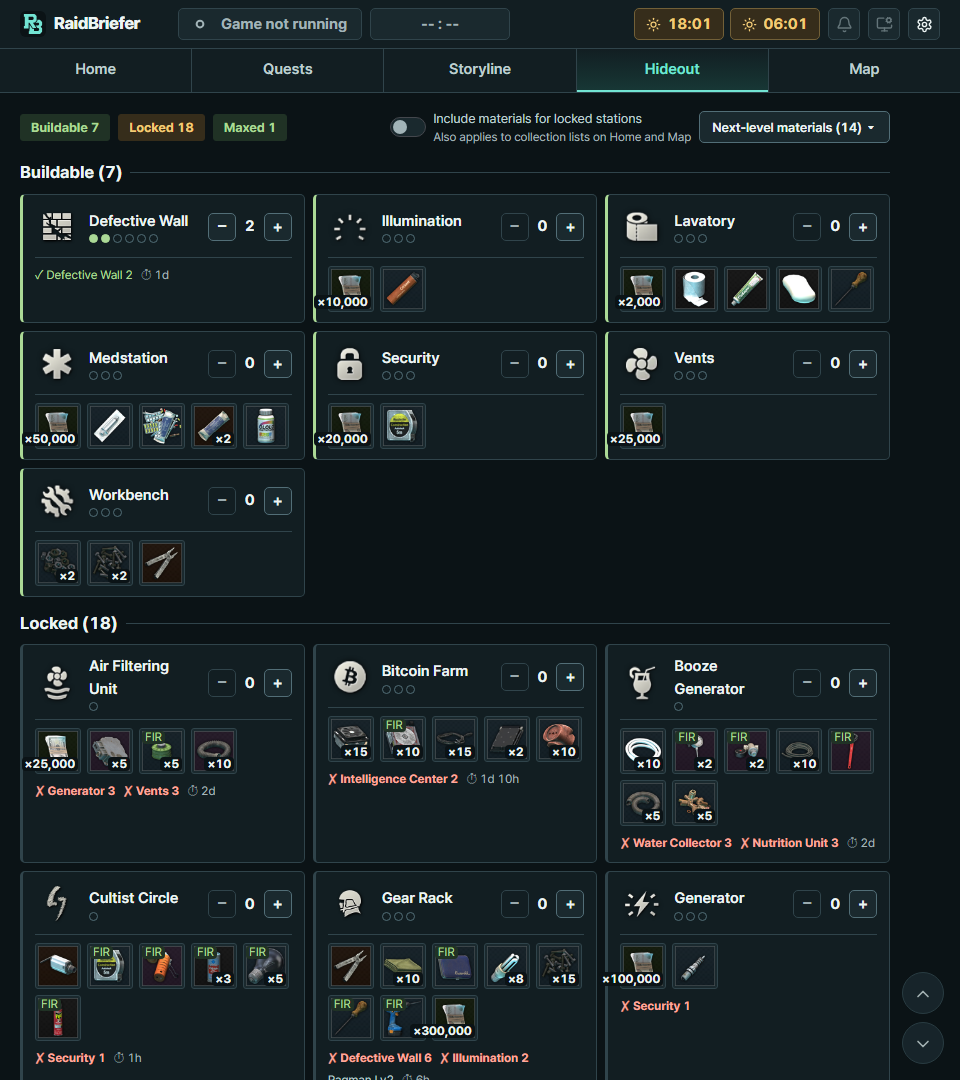 RaidBriefer
Game not running
-- : --
18:01
06:01
Home
Quests
Storyline
Hideout
Map
Buildable 7
Locked 18
Maxed 1
Include materials for locked stations
Also applies to collection lists on Home and Map
Next-level materials (14)
Buildable (7)
Defective Wall
− 2 +
✓ Defective Wall 2 1d
Illumination
− 0 +
×10,000
Lavatory
− 0 +
×2,000
Medstation
− 0 +
×50,000
×2
Security
− 0 +
×20,000
Vents
− 0 +
×25,000
Workbench
− 0 +
×2
×2
Locked (18)
Air Filtering
Unit
− 0 +
×25,000
×5
FIR
×5
×10
✗ Generator 3 ✗ Vents 3 2d
Bitcoin Farm
− 0 +
×15
FIR
×10
×15
×2
×10
✗ Intelligence Center 2 1d 10h
Booze
Generator
− 0 +
×10
FIR
×2
FIR
×2
×10
FIR
×5
×5
✗ Water Collector 3 ✗ Nutrition Unit 3 2d
Cultist Circle
− 0 +
FIR
FIR
FIR
×3
×5
FIR
✗ Security 1 1h
Gear Rack
− 0 +
×10
FIR
×8
×15
FIR
FIR
×300,000
✗ Defective Wall 6 ✗ Illumination 2
Ragman Lv2 6h
Generator
− 0 +
×100,000
✗ Security 1